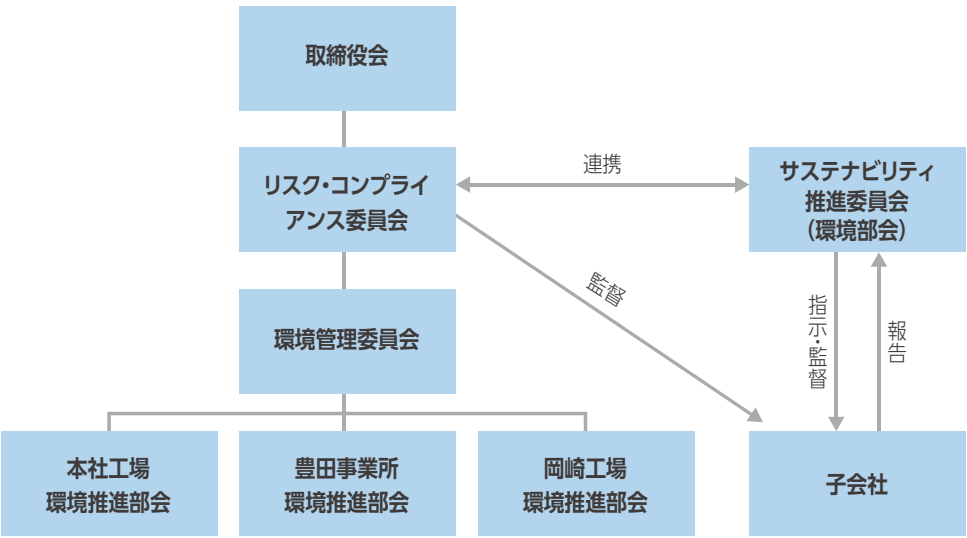 取締役会
リスク・コンプライ
アンス委員会
連携
サステナビリティ
推進委員会
（環境部会）
監督
指示・監督
報告
環境管理委員会
本社工場
環境推進部会
豊田事業所
環境推進部会
岡崎工場
環境推進部会
子会社